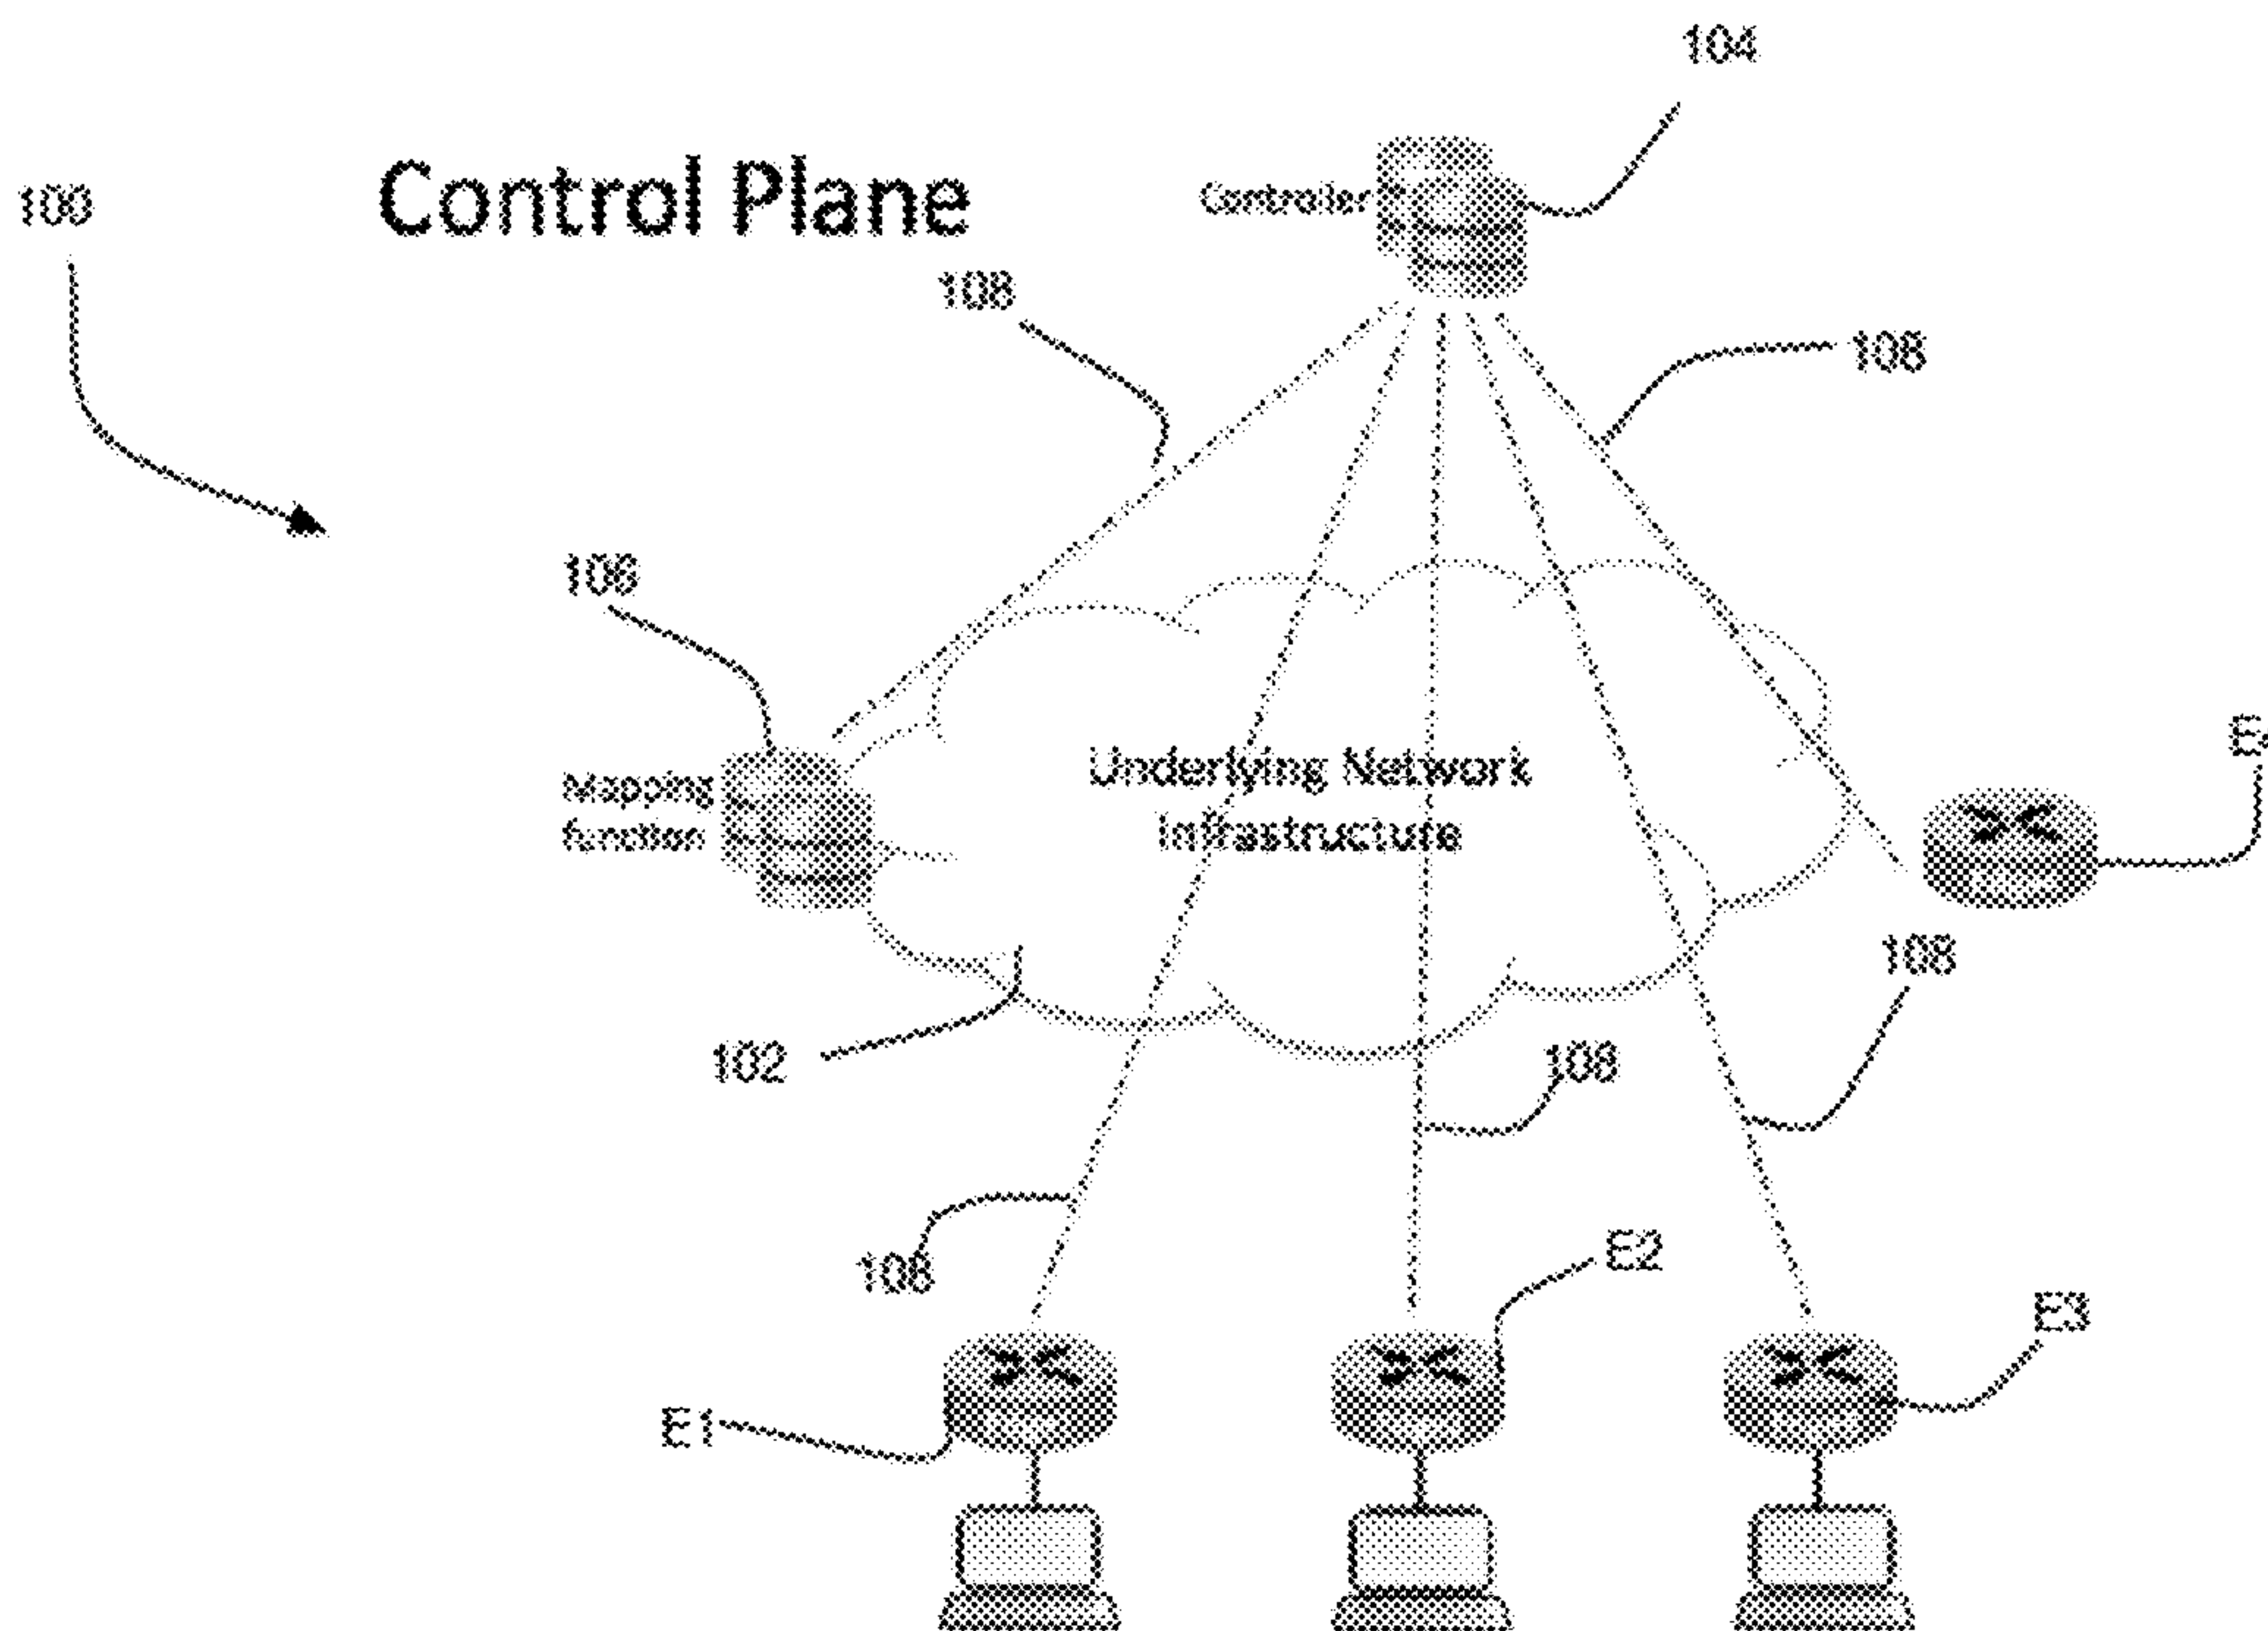 104
100
Control Plane
Controller
108
108
106
E
Mapping
function
Underlying Network
Infrastructure
108
102
108
108
E2
E3
E1